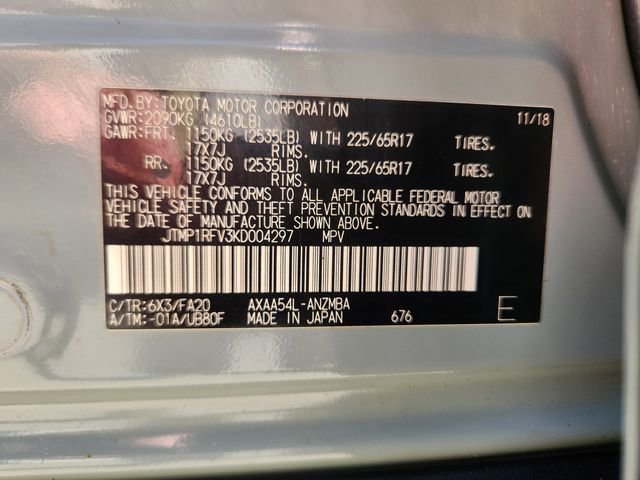 MFD.BY:TOYOTA MOTOR CORPORATION 11/18
GVWR:2090KG (4610LB)
GAWR:FRT. 1150KG (2535LB) WITH 225/65R17 TIRES.
17X7J RIMS.
RR. 1150KG (2535LB) WITH 225/65R17 TIRES.
17X7J RIMS.
THIS VEHICLE CONFORMS TO ALL APPLICABLE FEDERAL MOTOR
VEHICLE SAFETY AND THEFT PREVENTION STANDARDS IN EFFECT ON
THE DATE OF MANUFACTURE SHOWN ABOVE.
JTMP1RFV3KD004297 MPV
C/TR:6X3/FA20 AXAA54L-ANZMBA
A/TM:-01A/UB80F MADE IN JAPAN 676 E